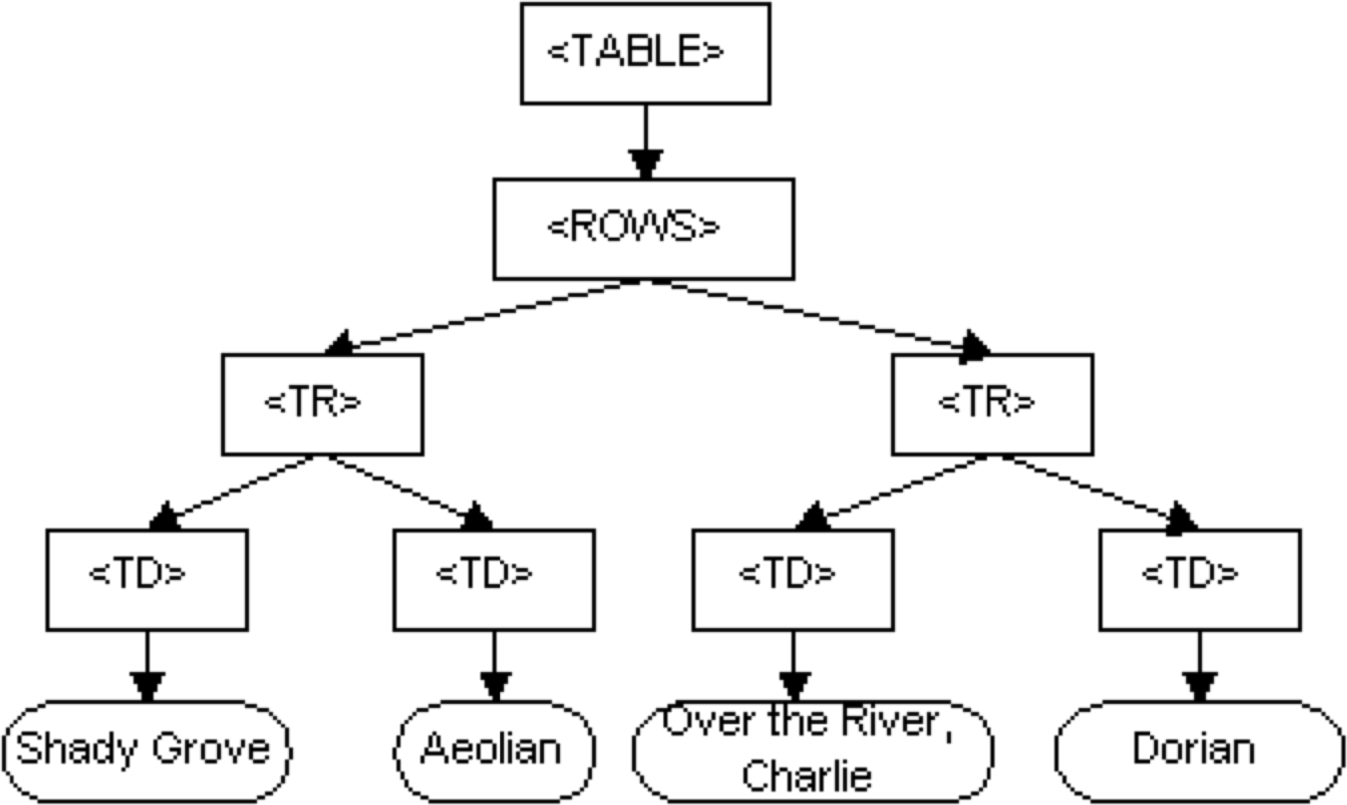 <TABLE>
<ROWS>
<TR>
<TR>
<TD>
<TD>
<TD>
<TD>
Shady Grove
Aeolian
Over the River,
Charlie
Dorian